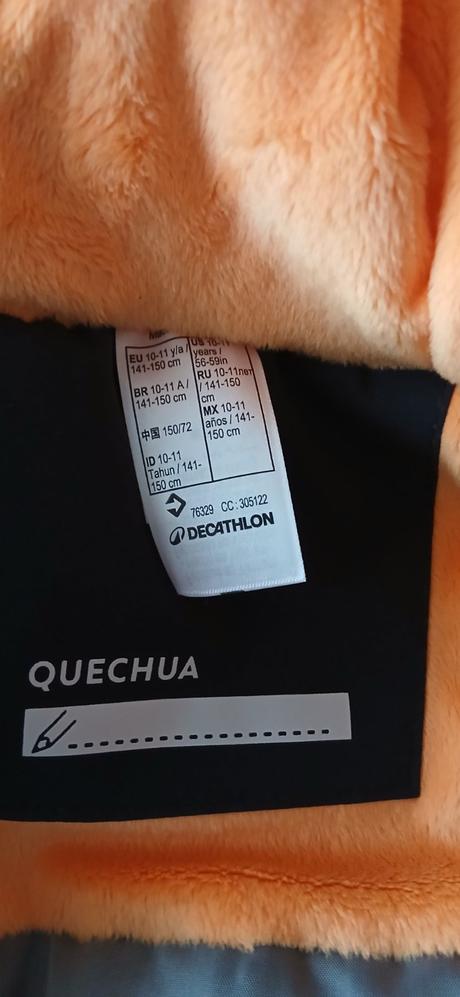 EU 10-11 y/a /
141-150 cm
BR 10-11 A /
141-150 cm
中国 150/72
ID 10-11
Tahun / 141-
150 cm
US 10-11
years /
56-59in
RU 10-11лет
/ 141-150
cm
MX 10-11
años / 141-
150 cm
76329 CC : 305122
DECATHLON
QUECHUA